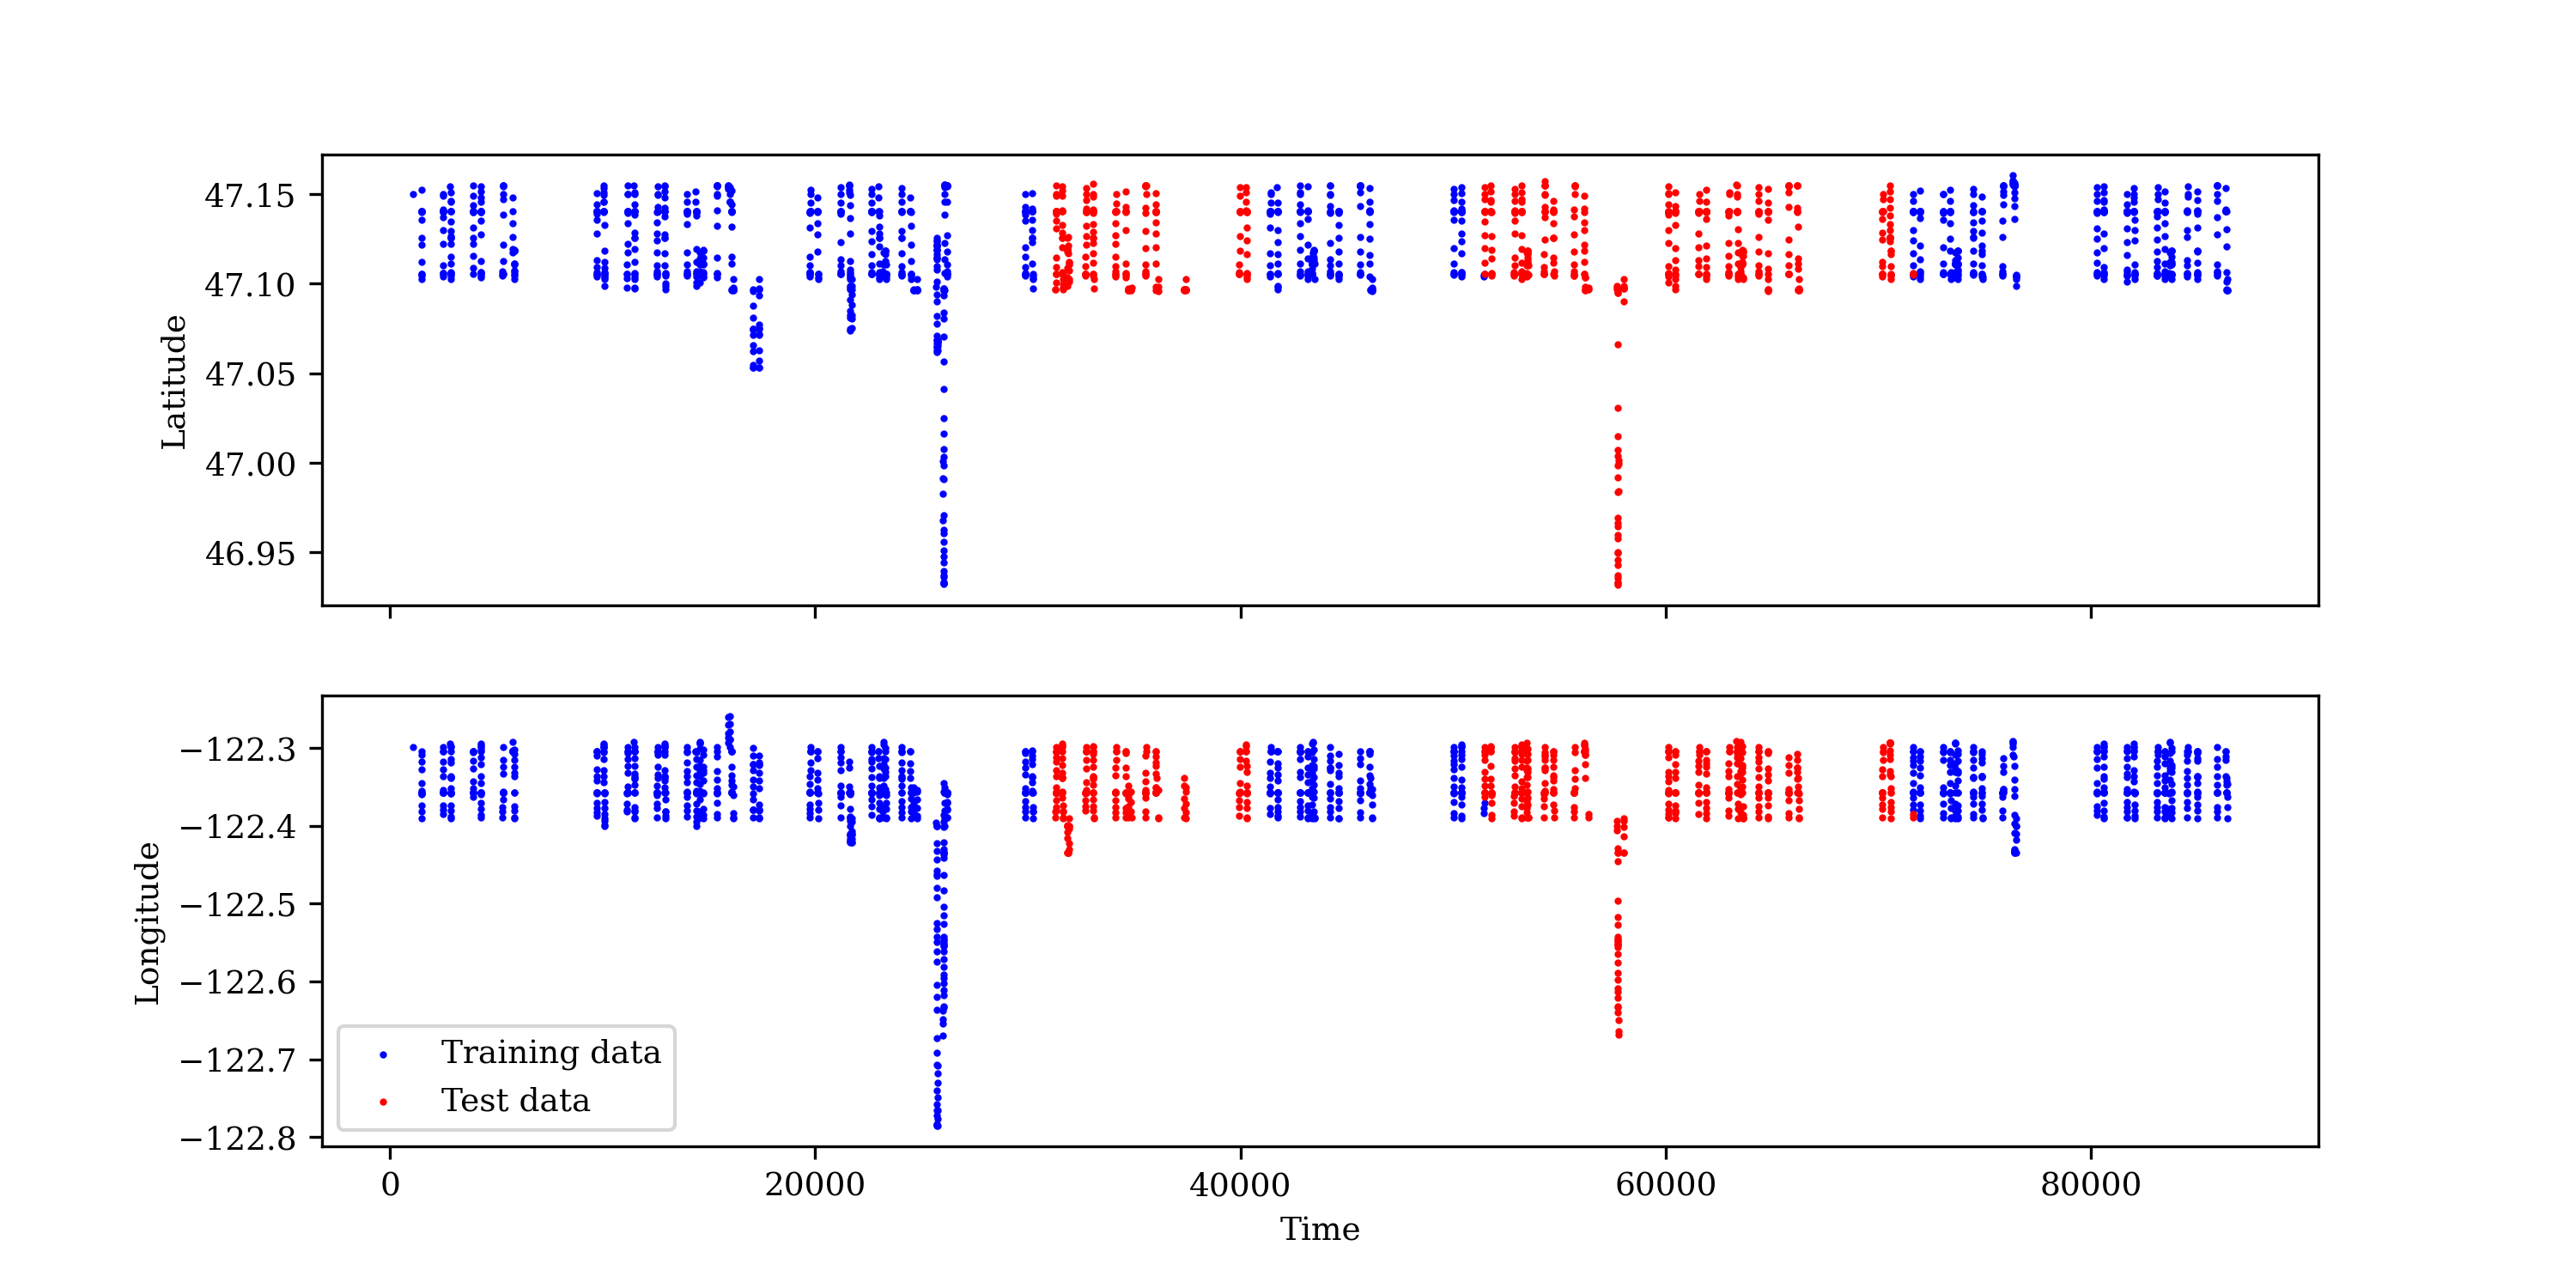 47.15
47.10
47.05
47.00
46.95
Latitude
−122.3
−122.4
−122.5
−122.6
−122.7
−122.8
Longitude
Training data
Test data
0 20000 40000 60000 80000
Time